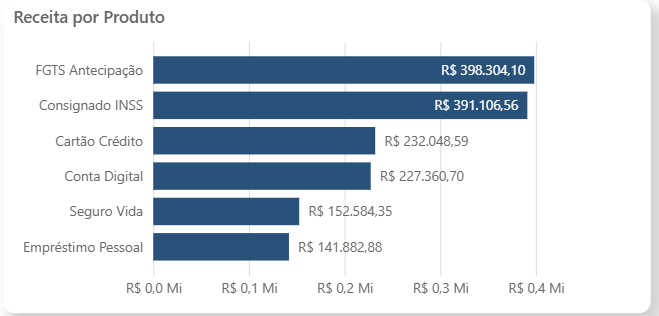 Receita por Produto
FGTS Antecipação R$ 398.304,10
Consignado INSS R$ 391.106,56
Cartão Crédito R$ 232.048,59
Conta Digital R$ 227.360,70
Seguro Vida R$ 152.584,35
Empréstimo Pessoal R$ 141.882,88
R$ 0,0 Mi R$ 0,1 Mi R$ 0,2 Mi R$ 0,3 Mi R$ 0,4 Mi